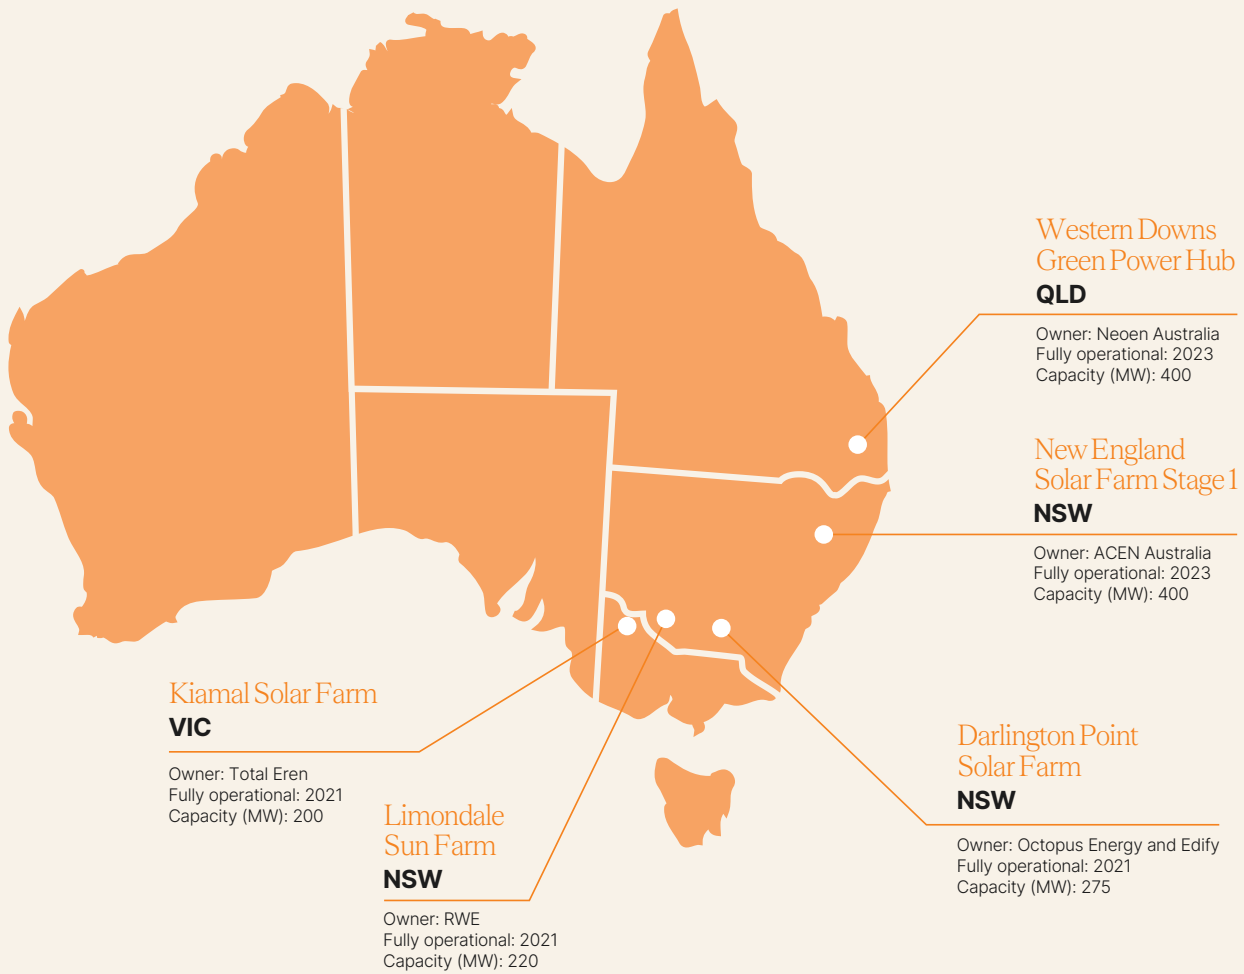 Western Downs
Green Power Hub
QLD
Owner: Neoen Australia
Fully operational: 2023
Capacity (MW): 400
New England
Solar Farm Stage 1
NSW
Owner: ACEN Australia
Fully operational: 2023
Capacity (MW): 400
Kiamal Solar Farm
VIC
Owner: Total Eren
Fully operational: 2021
Capacity (MW): 200
Limondale
Sun Farm
NSW
Owner: RWE
Fully operational: 2021
Capacity (MW): 220
Darlington Point
Solar Farm
NSW
Owner: Octopus Energy and Edify
Fully operational: 2021
Capacity (MW): 275